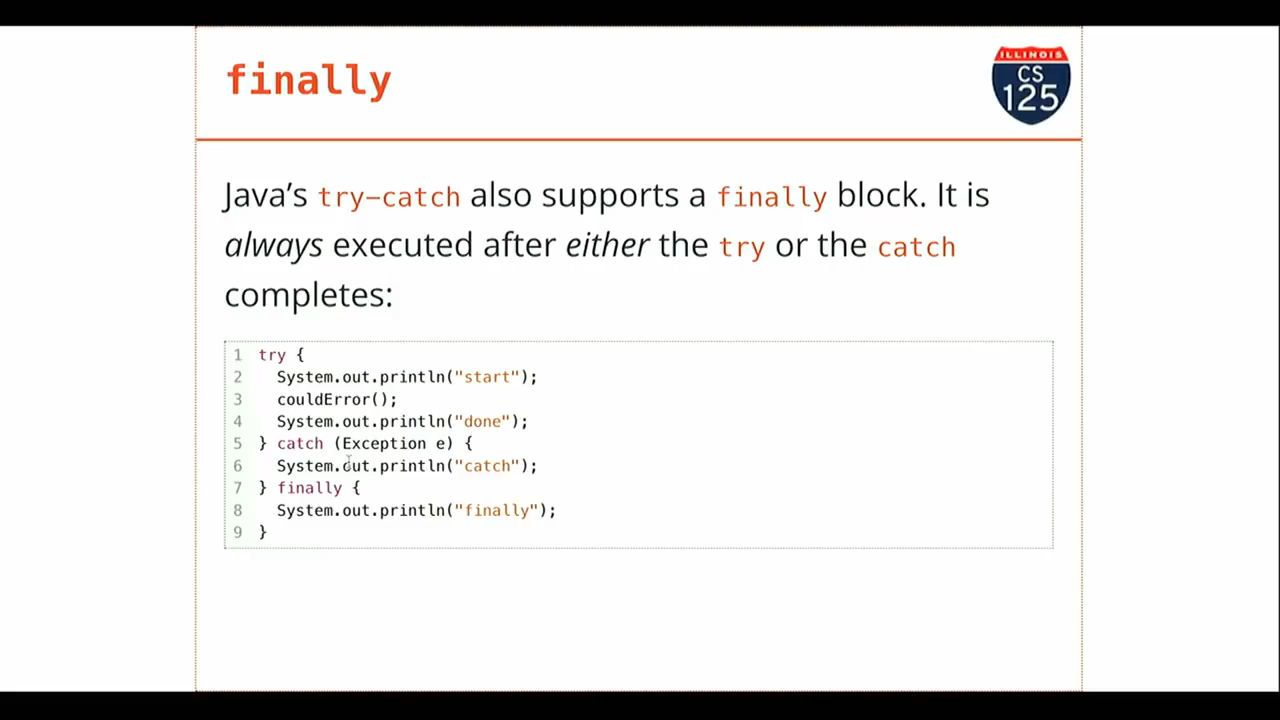 finally
ILLINOIS
CS
125
Java’s try-catch also supports a finally block. It is
always executed after either the try or the catch
completes:
1 try {
2 System.out.println("start");
3 couldError();
4 System.out.println("done");
5 } catch (Exception e) {
6 System.out.println("catch");
7 } finally {
8 System.out.println("finally");
9 }